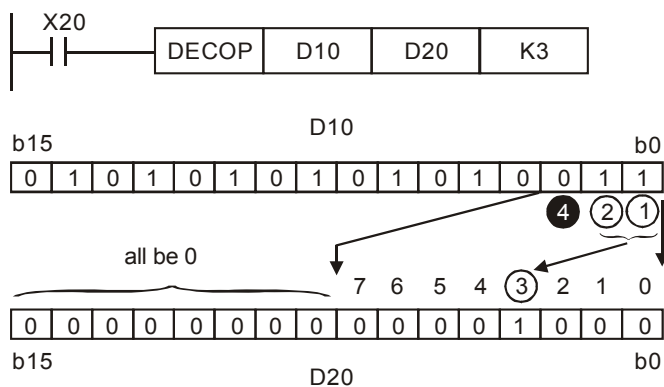 X20
DECOP D10 D20 K3
D10
b15 b0
0 1 0 1 0 1 0 1 0 1 0 1 0 0 1 1
4 2 1
all be 0
7 6 5 4 3 2 1 0
0 0 0 0 0 0 0 0 0 0 0 0 1 0 0 0
b15 b0
D20